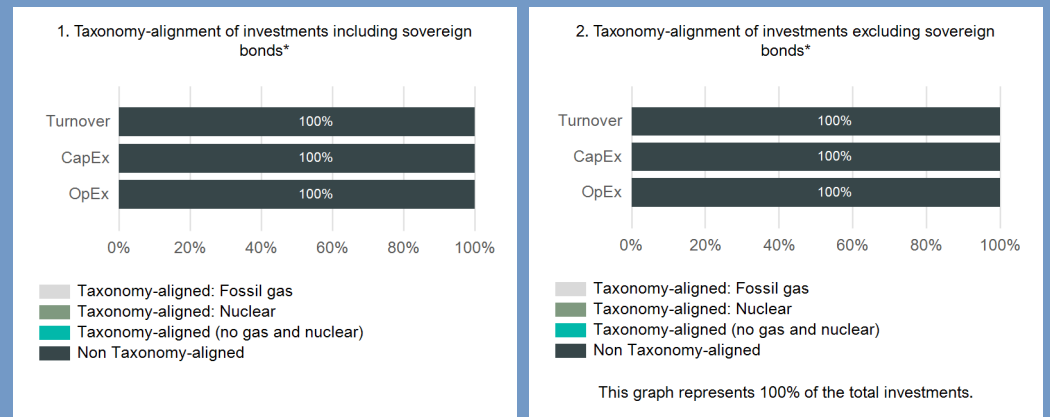 1. Taxonomy-alignment of investments including sovereign
bonds*
Turnover
100%
CapEx
100%
OpEx
100%
0%
20%
40%
60%
80%
100%
Taxonomy-aligned: Fossil gas
Taxonomy-aligned: Nuclear
Taxonomy-aligned (no gas and nuclear)
Non Taxonomy-aligned
2. Taxonomy-alignment of investments excluding sovereign
bonds*
Turnover
100%
CapEx
100%
OpEx
100%
0%
20%
40%
60%
80%
100%
Taxonomy-aligned: Fossil gas
Taxonomy-aligned: Nuclear
Taxonomy-aligned (no gas and nuclear)
Non Taxonomy-aligned
This graph represents 100% of the total investments.